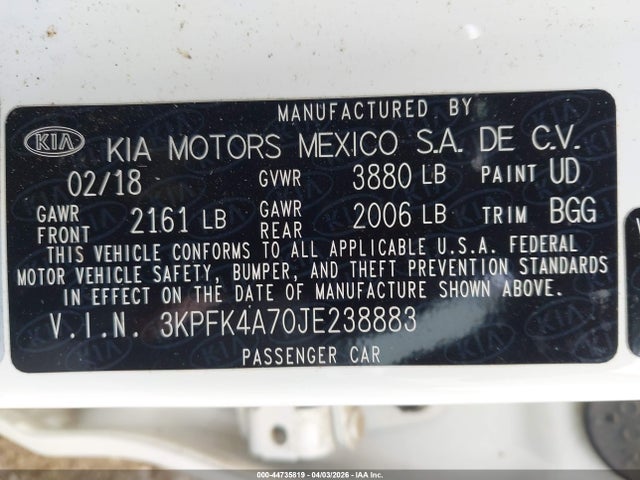 MANUFACTURED BY
KIA KIA MOTORS MEXICO S.A. DE C.V.
02/18 GVWR 3880 LB PAINT UD
GAWR FRONT 2161 LB GAWR REAR 2006 LB TRIM BGG
THIS VEHICLE CONFORMS TO ALL APPLICABLE U.S.A. FEDERAL
MOTOR VEHICLE SAFETY, BUMPER, AND THEFT PREVENTION STANDARDS
IN EFFECT ON THE DATE OF MANUFACTURE SHOWN ABOVE.
V.I.N. 3KPFK4A70JE238883
PASSENGER CAR
000-44735819 - 04/03/2026 - IAA Inc.